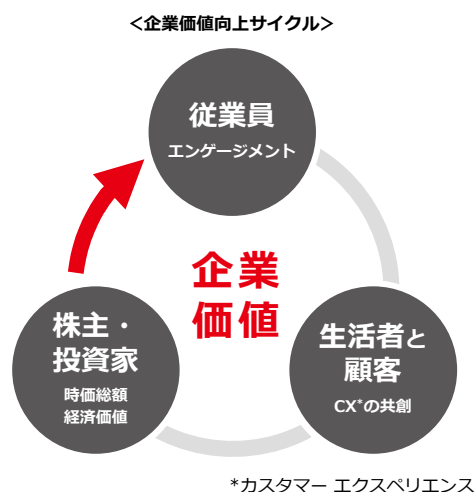 ＜企業価値向上サイクル＞
従業員
エンゲージメント
企業
価値
株主・
投資家
時価総額
経済価値
生活者と
顧客
CX*の共創
*カスタマー エクスペリエンス